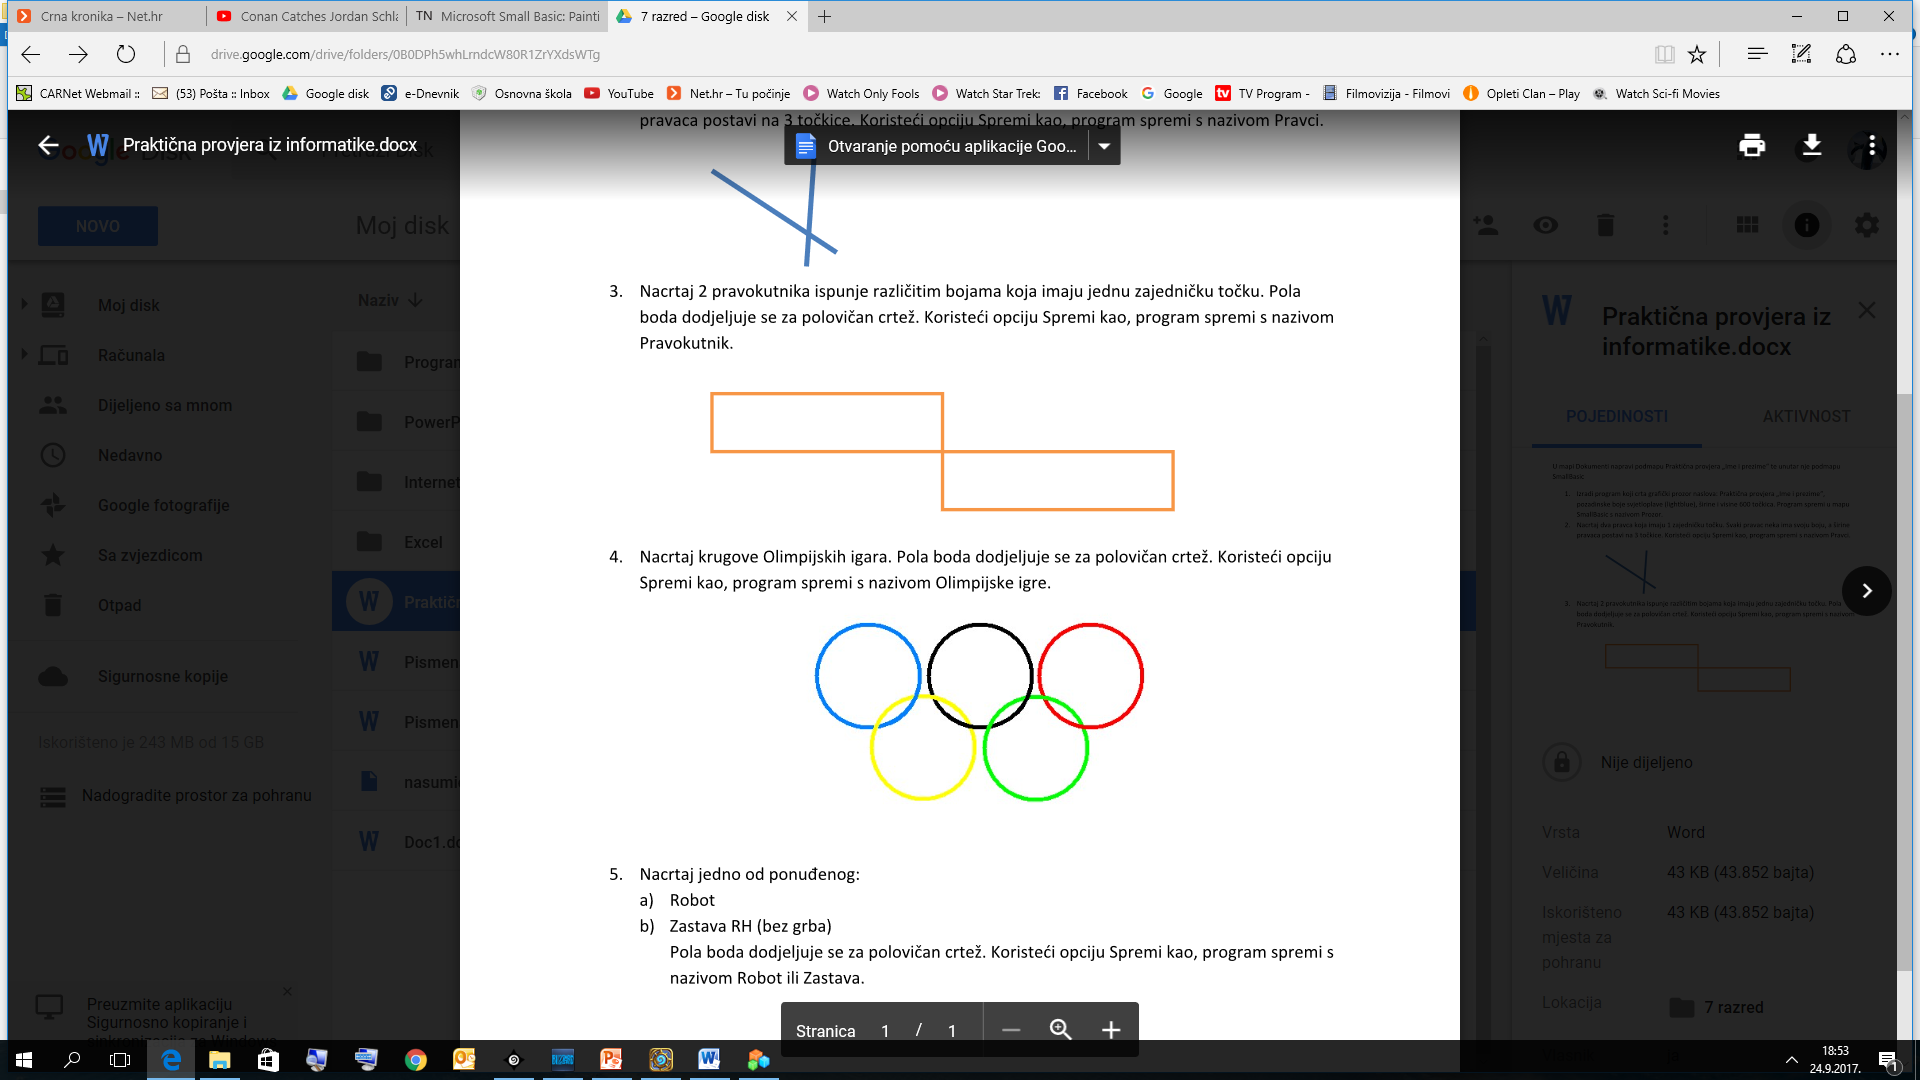 Crna kronika – Net.hr
Conan Catches Jordan Schla
TN Microsoft Small Basic: Painti
7 razred – Google disk
drive.google.com/drive/folders/0B0DPh5whLrndcW80R1ZrYXdsWTg
CARNet Webmail :: (53) Pošta :: Inbox Google disk e-Dnevnik Osnovna škola YouTube Net.hr – Tu počinje Watch Only Fools Watch Star Trek: Facebook Google TV Program - Filmovizija - Filmovi Opleti Clan – Play Watch Sci-fi Movies
pravaca postavi na 3 točkice. Koristeći opciju Spremi kao, program spremi s nazivom Pravci.
Praktična provjera iz informatike.docx
Otvaranje pomoću aplikacije Goo...
NOVO
Moj disk
Moj disk
Računala
Dijeljeno sa mnom
Nedavno
Google fotografije
Sa zvjezdicom
Otpad
Sigurnosne kopije
Iskorišteno je 243 MB od 15 GB
Nadogradite prostor za pohranu
Preuzmite aplikaciju
Sigurnosno kopiranje i
Naziv
Program
PowerP
Internet
Excel
Praktič
Pismen
Pismen
nasumi
Doc1.do
3. Nacrtaj 2 pravokutnika ispunje različitim bojama koja imaju jednu zajedničku točku. Pola
boda dodjeljuje se za polovičan crtež. Koristeći opciju Spremi kao, program spremi s nazivom
Pravokutnik.
4. Nacrtaj krugove Olimpijskih igara. Pola boda dodjeljuje se za polovičan crtež. Koristeći opciju
Spremi kao, program spremi s nazivom Olimpijske igre.
5. Nacrtaj jedno od ponuđenog:
a) Robot
b) Zastava RH (bez grba)
Pola boda dodjeljuje se za polovičan crtež. Koristeći opciju Spremi kao, program spremi s
nazivom Robot ili Zastava.
Stranica 1 / 1
Praktična provjera iz
informatike.docx
POJEDINOSTI AKTIVNOST
Nije dijeljeno
Vrsta Word
Veličina 43 KB (43.852 bajta)
Iskorišteno 43 KB (43.852 bajta)
mjesta za
pohranu
Lokacija 7 razred
18:53
24.9.2017.
1